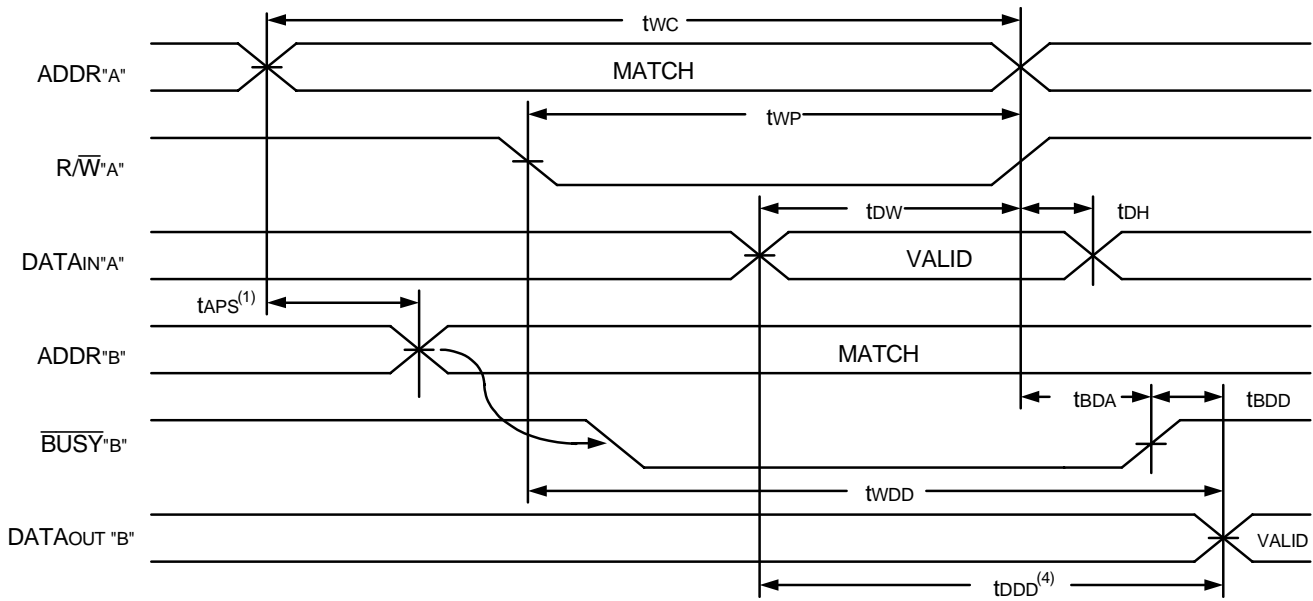 tWC
ADDR"A"
MATCH
tWP
R/W̅"A"
tDW
tDH
DATAIN"A"
VALID
tAPS(1)
ADDR"B"
MATCH
tBDA
tBDD
B̅U̅S̅Y̅"B"
tWDD
DATAOUT "B"
VALID
tDDD(4)